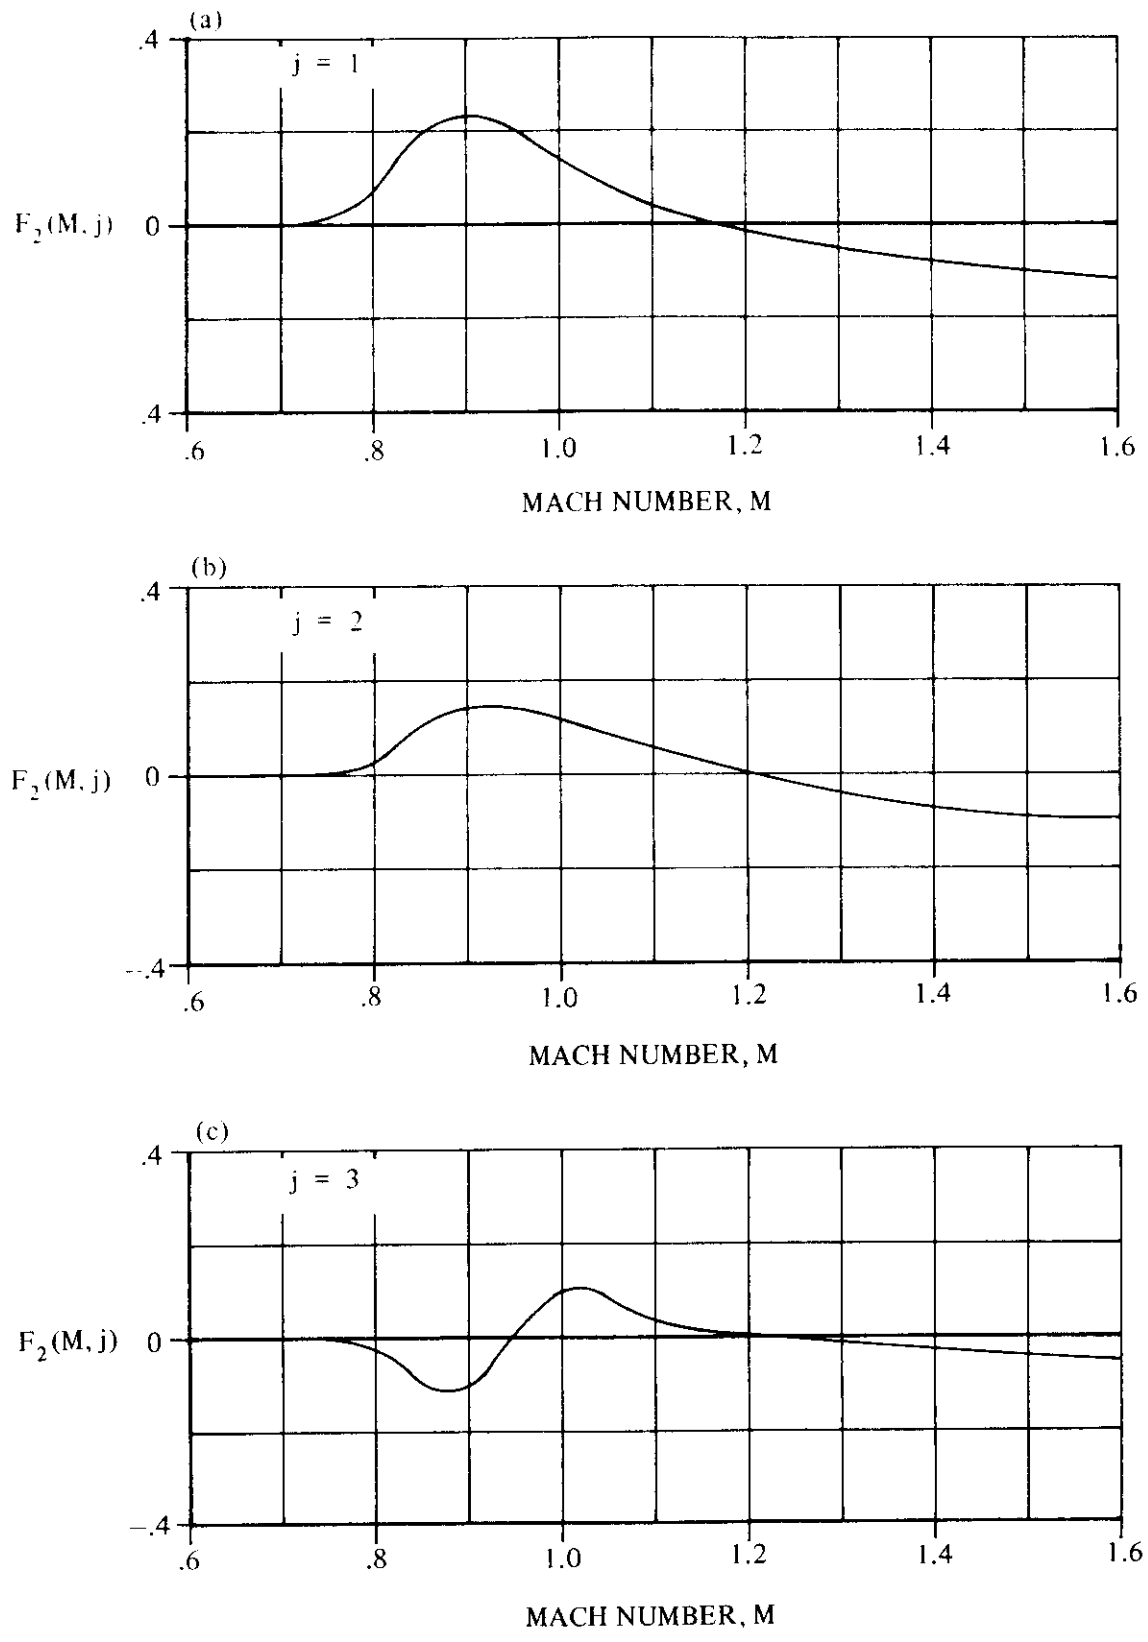 (a)
.4
j = 1
F2(M, j)
0
.4
.6 .8 1.0 1.2 1.4 1.6
MACH NUMBER, M
(b)
.4
j = 2
F2(M, j)
0
-.4
.6 .8 1.0 1.2 1.4 1.6
MACH NUMBER, M
(c)
.4
j = 3
F2(M, j)
0
-.4
.6 .8 1.0 1.2 1.4 1.6
MACH NUMBER, M